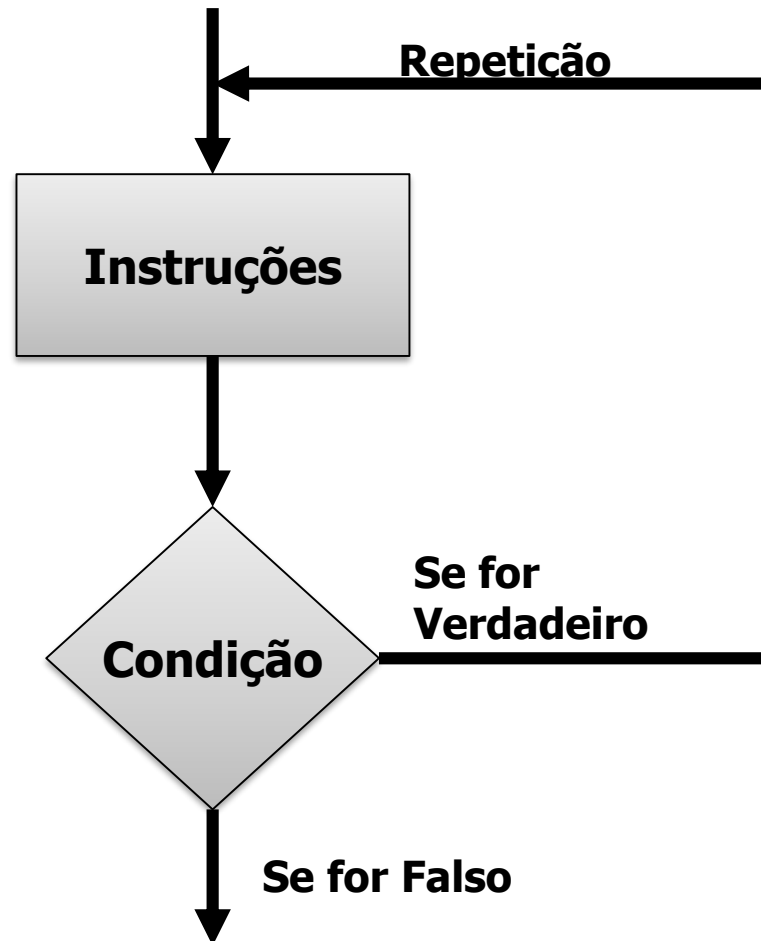 Repetição
Instruções
Se for
Verdadeiro
Condição
Se for Falso